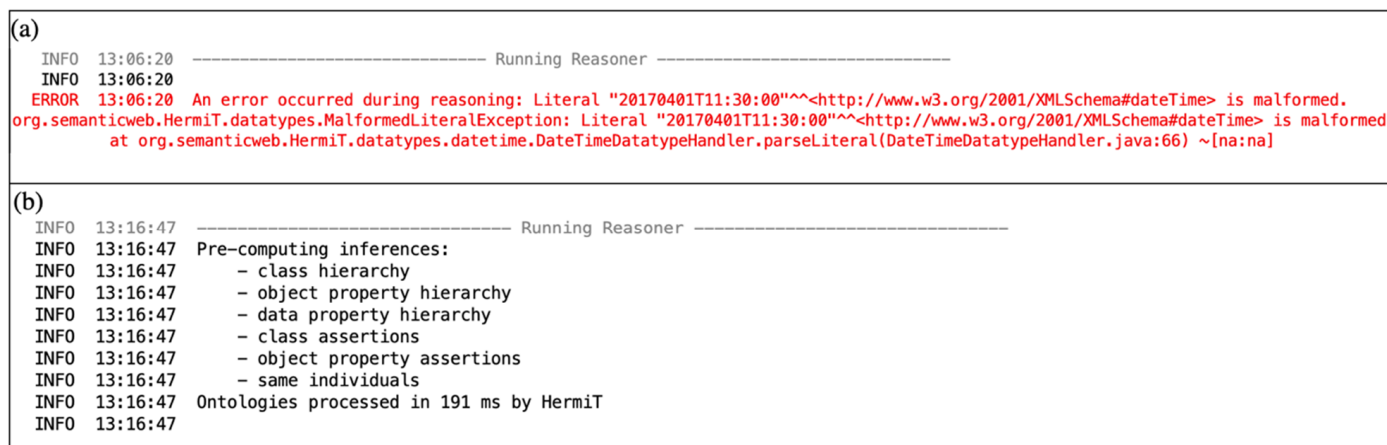 (a)
INFO 13:06:20 ------------------------------- Running Reasoner -------------------------------
INFO 13:06:20
ERROR 13:06:20 An error occurred during reasoning: Literal "20170401T11:30:00"^^<http://www.w3.org/2001/XMLSchema#dateTime> is malformed.
org.semanticweb.HermiT.datatypes.MalformedLiteralException: Literal "20170401T11:30:00"^^<http://www.w3.org/2001/XMLSchema#dateTime> is malformed
at org.semanticweb.HermiT.datatypes.datetime.DateTimeDatatypeHandler.parseLiteral(DateTimeDatatypeHandler.java:66) ~[na:na]
(b)
INFO 13:16:47 ------------------------------- Running Reasoner -------------------------------
INFO 13:16:47 Pre-computing inferences:
INFO 13:16:47 - class hierarchy
INFO 13:16:47 - object property hierarchy
INFO 13:16:47 - data property hierarchy
INFO 13:16:47 - class assertions
INFO 13:16:47 - object property assertions
INFO 13:16:47 - same individuals
INFO 13:16:47 Ontologies processed in 191 ms by HermiT
INFO 13:16:47